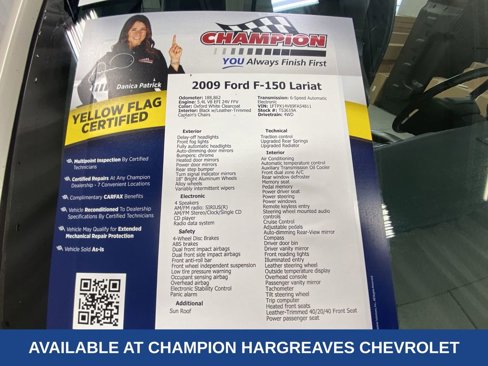 CHAMPION
YOU Always Finish First
Danica Patrick
YELLOW FLAG
CERTIFIED
Multipoint Inspection By Certified
Technicians
Certified Repairs At Any Champion
Dealership - 7 Convenient Locations
Complimentary CARFAX Benefits
Vehicle Reconditioned To Dealership
Specifications By Certified Technicians
Vehicle May Qualify for Extended
Mechanical Repair Protection
Vehicle Sold As-Is
2009 Ford F-150 Lariat
Odometer: 188,862
Engine: 5.4L V8 EFI 24V FFV
Color: Oxford White Clearcoat
Interior: Black w/Leather-Trimmed
Captain's Chairs
Transmission: 6-Speed Automatic
Electronic
VIN:
Stock #:
Drivetrain: 4WD
Exterior
Delay-off headlights
Front fog lights
Fully automatic headlights
Auto-dimming door mirrors
Bumpers: chrome
Heated door mirrors
Power door mirrors
Rear step bumper
Turn signal indicator mirrors
18" Bright Aluminum Wheels
Alloy wheels
Variably intermittent wipers
Electronic
4 Speakers
AM/FM radio: SIRIUS(R)
AM/FM Stereo/Clock/Single CD
CD player
Radio data system
Safety
4-Wheel Disc Brakes
ABS brakes
Dual front impact airbags
Dual front side impact airbags
Front anti-roll bar
Front wheel independent suspension
Low tire pressure warning
Occupant sensing airbag
Overhead airbag
Electronic Stability Control
Panic alarm
Additional
Sun Roof
Technical
Traction control
Upgraded Rear Springs
Upgraded Radiator
Interior
Air Conditioning
Automatic temperature control
Auxiliary Transmission Oil Cooler
Front dual zone A/C
Rear window defroster
Memory seat
Pedal memory
Power driver seat
Power steering
Power windows
Remote keyless entry
Steering wheel mounted audio
controls
Cruise Control
Adjustable pedals
Auto-dimming Rear-View mirror
Compass
Driver door bin
Driver vanity mirror
Front reading lights
Illuminated entry
Leather steering wheel
Outside temperature display
Overhead console
Passenger vanity mirror
Tachometer
Tilt steering wheel
Trip computer
Heated front seats
Leather-Trimmed 40/20/40 Front Seat
Power passenger seat
AVAILABLE AT CHAMPION HARGREAVES CHEVROLET